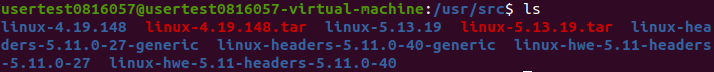 usertest0816057@usertest0816057-virtual-machine:/usr/src$ ls
linux-4.19.148  linux-4.19.148.tar  linux-5.13.19  linux-5.13.19.tar  linux-hea
ders-5.11.0-27-generic  linux-headers-5.11.0-40-generic  linux-hwe-5.11-headers
-5.11.0-27  linux-hwe-5.11-headers-5.11.0-40